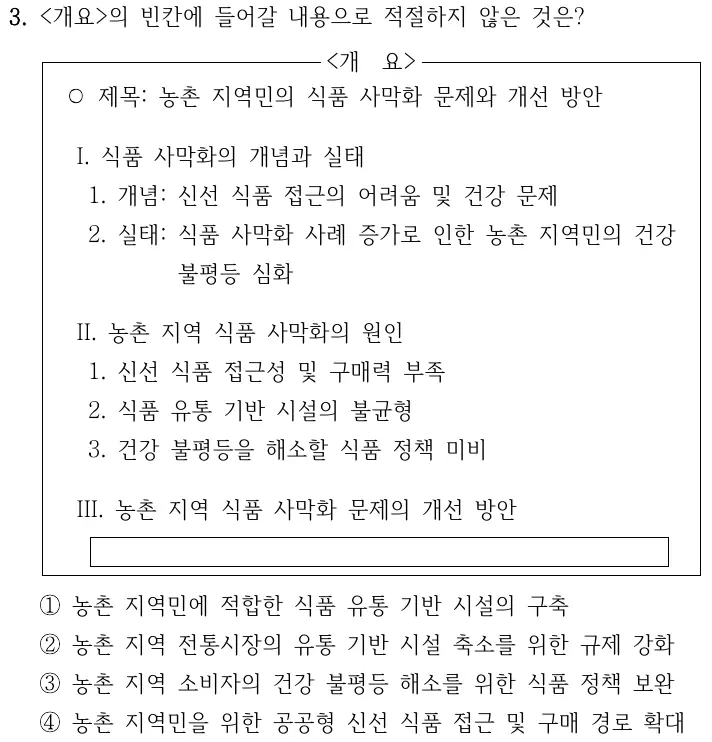 3. <개요>의 빈칸에 들어갈 내용으로 적절하지 않은 것은?
<개 요>
○ 제목: 농촌 지역민의 식품 사막화 문제와 개선 방안
I. 식품 사막화의 개념과 실태
1. 개념: 신선 식품 접근의 어려움 및 건강 문제
2. 실태: 식품 사막화 사례 증가로 인한 농촌 지역민의 건강
불평등 심화
II. 농촌 지역 식품 사막화의 원인
1. 신선 식품 접근성 및 구매력 부족
2. 식품 유통 기반 시설의 불균형
3. 건강 불평등을 해소할 식품 정책 미비
III. 농촌 지역 식품 사막화 문제의 개선 방안
① 농촌 지역민에 적합한 식품 유통 기반 시설의 구축
② 농촌 지역 전통시장의 유통 기반 시설 축소를 위한 규제 강화
③ 농촌 지역 소비자의 건강 불평등 해소를 위한 식품 정책 보완
④ 농촌 지역민을 위한 공공형 신선 식품 접근 및 구매 경로 확대